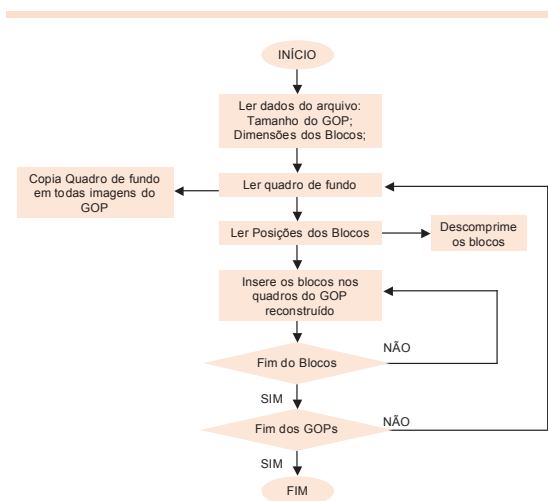 INÍCIO
Ler dados do arquivo:
Tamanho do GOP;
Dimensões dos Blocos;
Copia Quadro de fundo
em todas imagens do
GOP
Ler quadro de fundo
Ler Posições dos Blocos
Descomprime
os blocos
Insere os blocos nos
quadros do GOP
reconstruído
Fim do Blocos
NÃO
SIM
Fim dos GOPs
NÃO
SIM
FIM